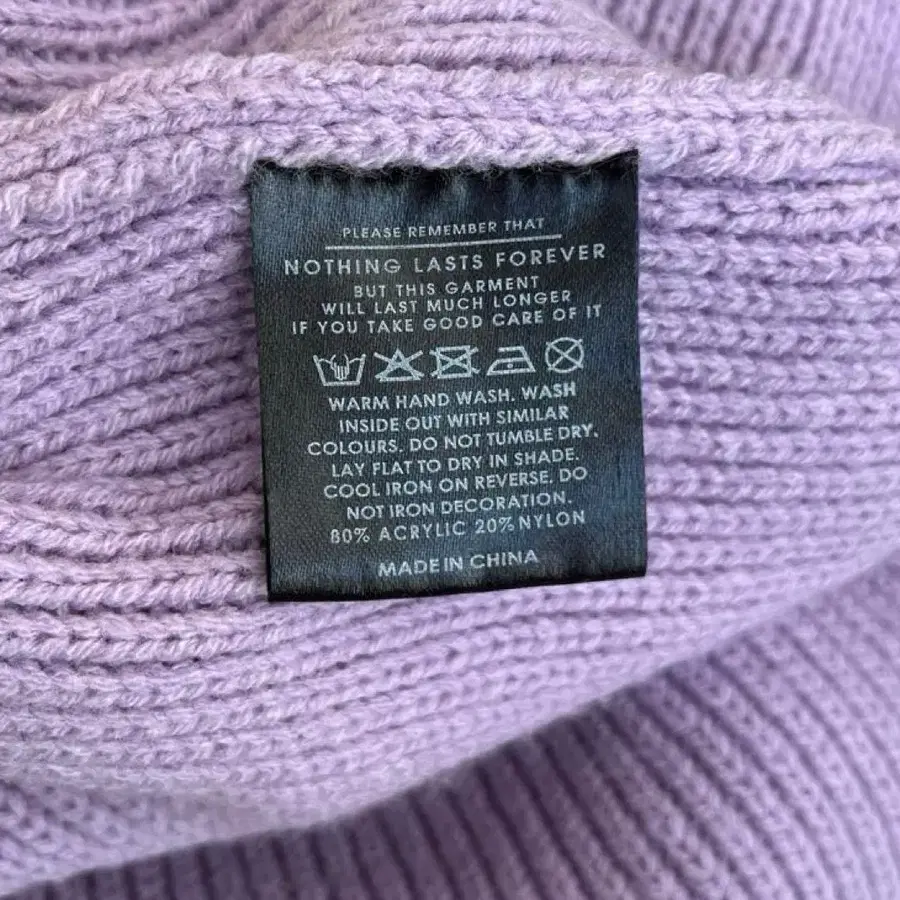 PLEASE REMEMBER THAT
NOTHING LASTS FOREVER
BUT THIS GARMENT
WILL LAST MUCH LONGER
IF YOU TAKE GOOD CARE OF IT
WARM HAND WASH. WASH
INSIDE OUT WITH SIMILAR
COLOURS. DO NOT TUMBLE DRY.
LAY FLAT TO DRY IN SHADE.
COOL IRON ON REVERSE. DO
NOT IRON DECORATION.
80% ACRYLIC 20% NYLON
MADE IN CHINA